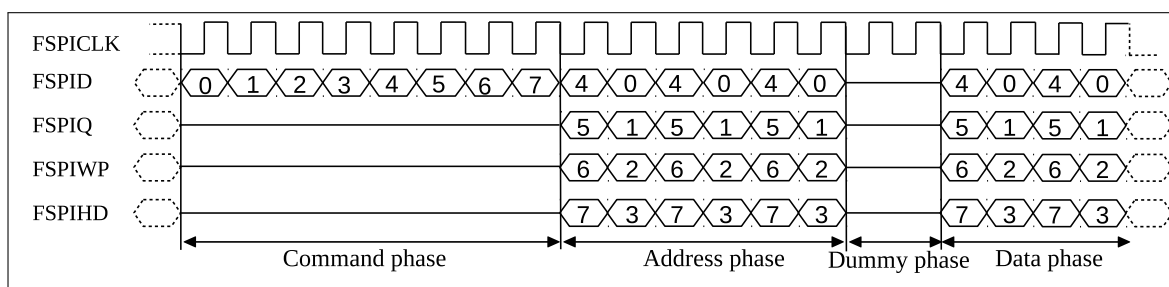 FSPICLK
FSPID 0 1 2 3 4 5 6 7 4 0 4 0 4 0 4 0 4 0
FSPIQ 5 1 5 1 5 1 5 1 5 1
FSPIWP 6 2 6 2 6 2 6 2 6 2
FSPIHD 7 3 7 3 7 3 7 3 7 3
Command phase Address phase Dummy phase Data phase